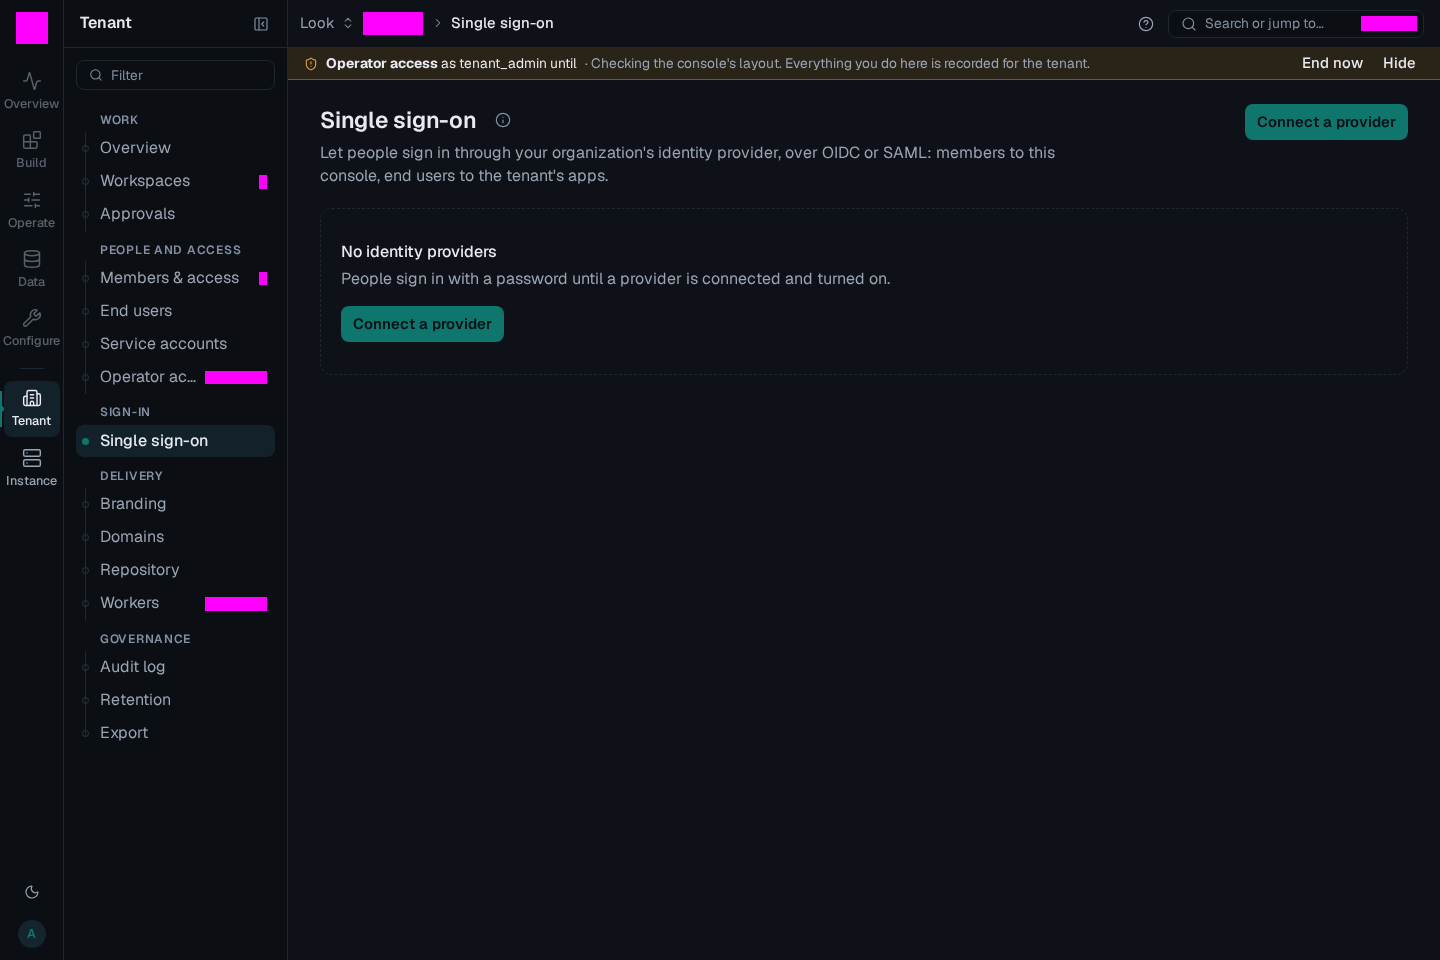 Tenant
Look
Single sign-on
Search or jump to...
Operator access as tenant_admin until · Checking the console's layout. Everything you do here is recorded for the tenant.
End now
Hide
Overview
Build
Operate
Data
Configure
Tenant
Instance
A
Filter
WORK
Overview
Workspaces
Approvals
PEOPLE AND ACCESS
Members & access
End users
Service accounts
Operator ac...
SIGN-IN
Single sign-on
DELIVERY
Branding
Domains
Repository
Workers
GOVERNANCE
Audit log
Retention
Export
Single sign-on
Connect a provider
Let people sign in through your organization's identity provider, over OIDC or SAML: members to this
console, end users to the tenant's apps.
No identity providers
People sign in with a password until a provider is connected and turned on.
Connect a provider